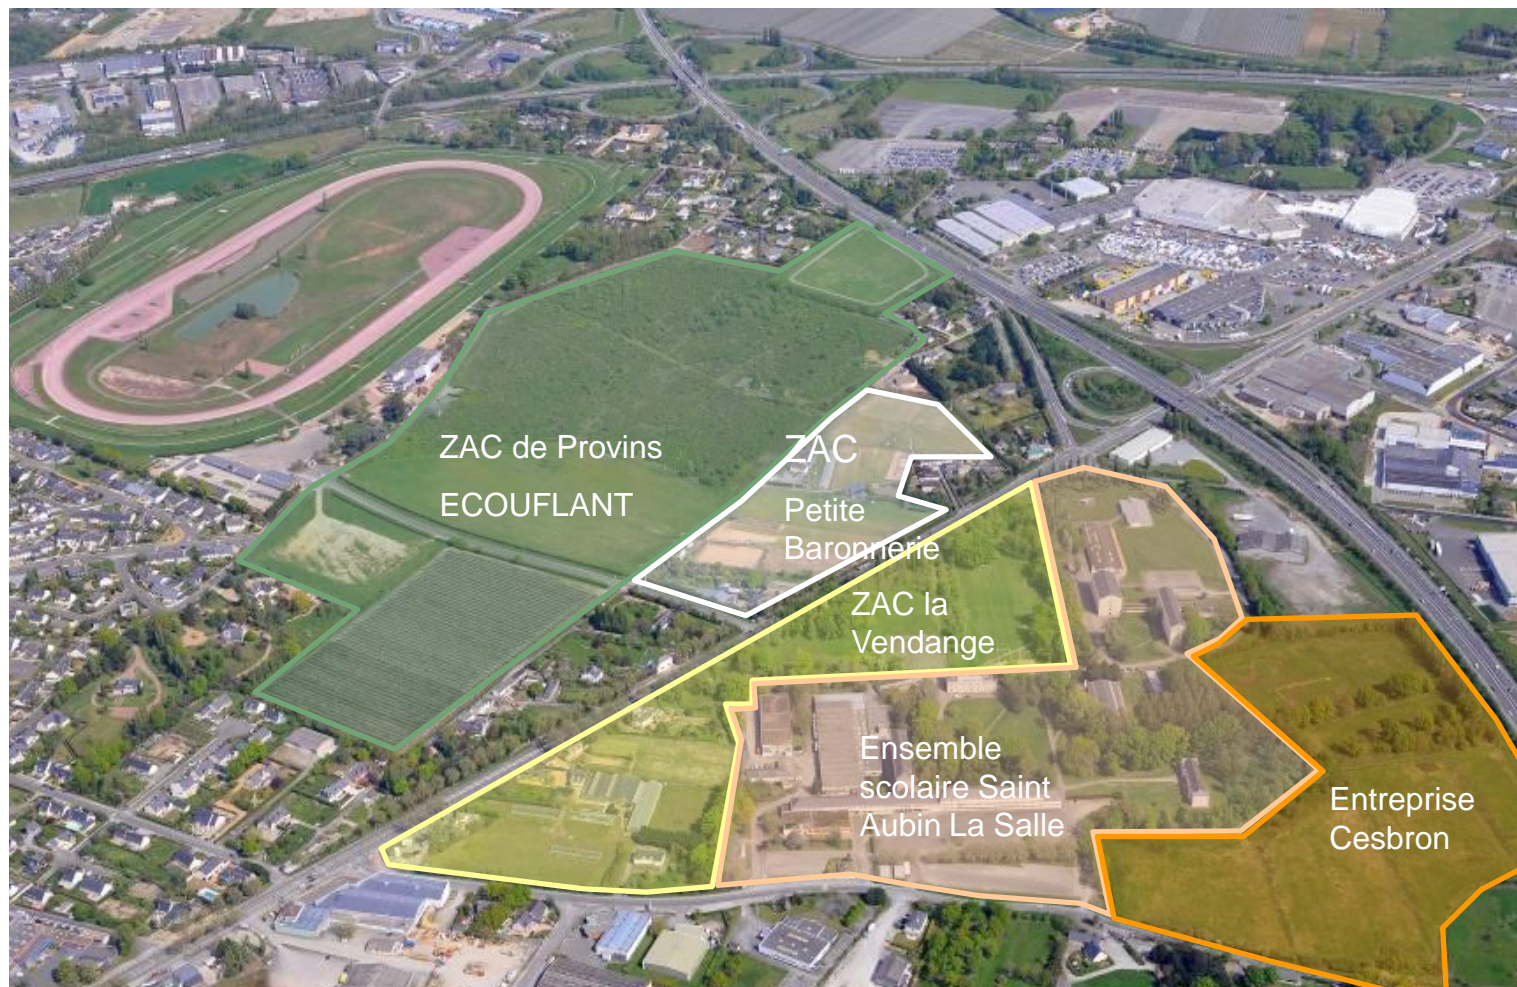 ZAC de Provins
ECOUFLANT
ZAC
Petite
Baronnerie
ZAC la
Vendange
Ensemble
scolaire Saint
Aubin La Salle
Entreprise
Cesbron